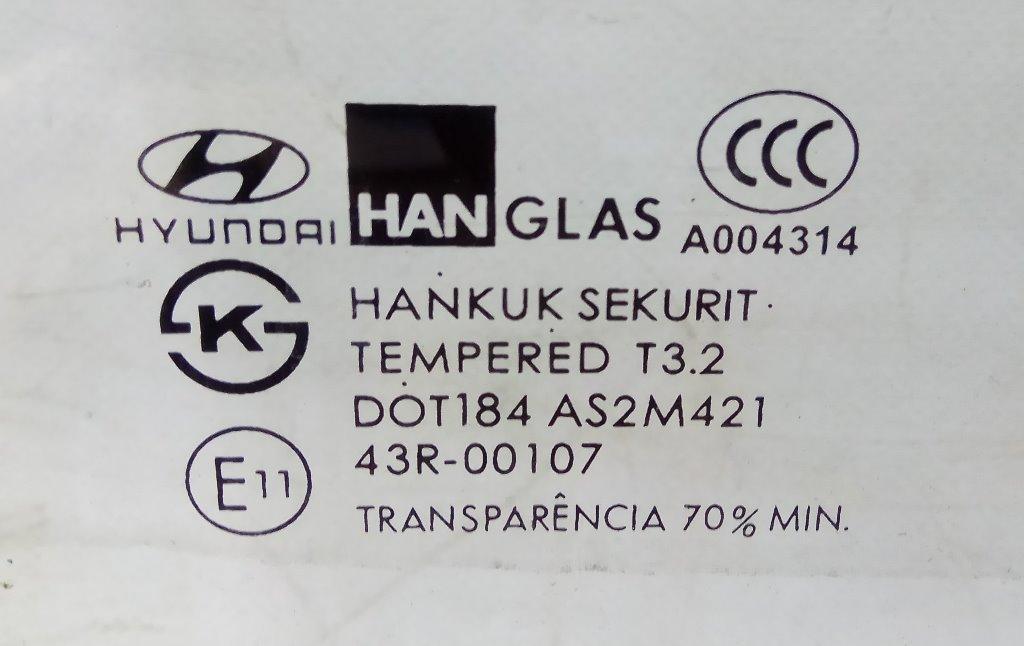 HYUNDAI
HANGLAS
CCC
A004314
K
HANKUK SEKURIT
TEMPERED T3.2
DOT184 AS2M421
E11
43R-00107
TRANSPARÊNCIA 70% MIN.